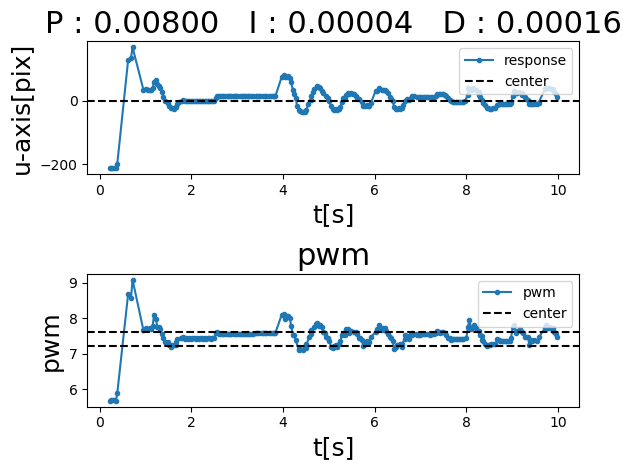 P : 0.00800   I : 0.00004   D : 0.00016
u-axis[pix]
0
−200
response
center
0
2
4
6
8
10
t[s]
pwm
pwm
9
8
7
6
pwm
center
0
2
4
6
8
10
t[s]